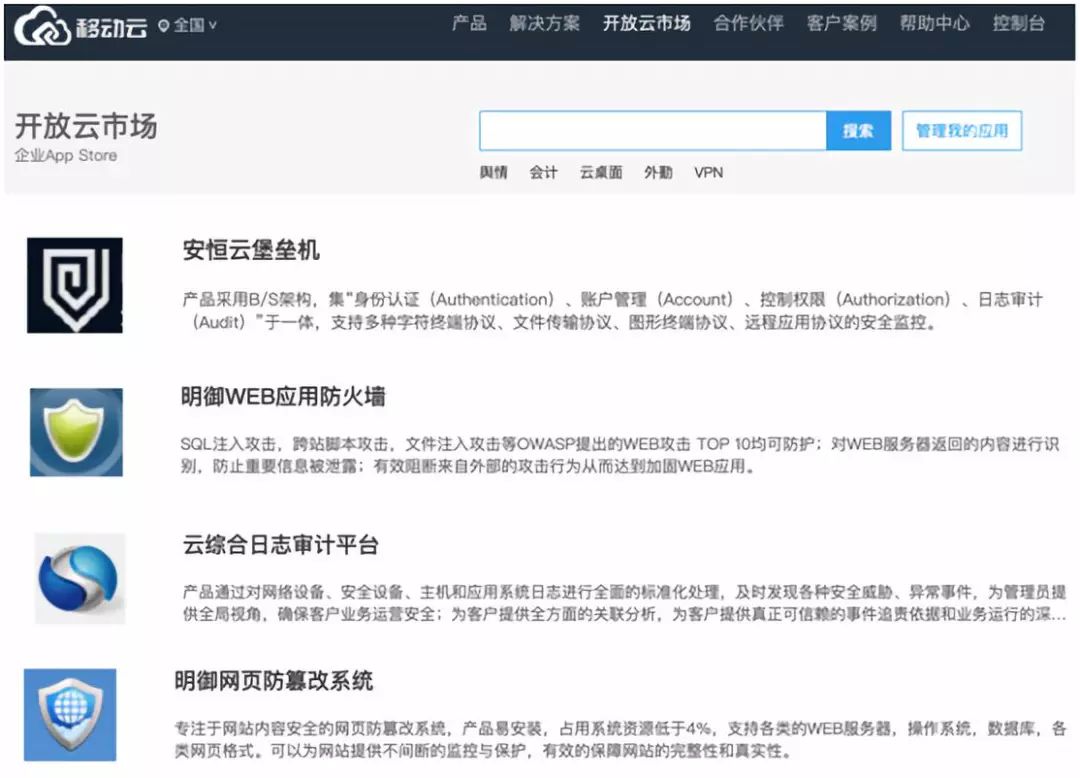 移动云 全国 产品 解决方案 开放云市场 合作伙伴 客户案例 帮助中心 控制台
开放云市场
企业App Store
搜索 管理我的应用
舆情 会计 云桌面 外勤 VPN
安恒云堡垒机
产品采用B/S架构，集“身份认证（Authentication）、账户管理（Account）、控制权限（Authorization）、日志审计
（Audit）”于一体，支持多种字符终端协议、文件传输协议、图形终端协议、远程应用协议的安全监控。
明御WEB应用防火墙
SQL注入攻击，跨站脚本攻击，文件注入攻击等OWASP提出的WEB攻击 TOP 10均可防护；对WEB服务器返回的内容进行识
别，防止重要信息被泄露；有效阻断来自外部的攻击行为从而达到加固WEB应用。
云综合日志审计平台
产品通过对网络设备、安全设备、主机和应用系统日志进行全面的标准化处理，及时发现各种安全威胁、异常事件，为管理员提
供全局视角，确保客户业务运营安全；为客户提供全方面的关联分析，为客户提供真正可信赖的事件追责依据和业务运行的深...
明御网页防篡改系统
专注于网站内容安全的网页防篡改系统，产品易安装，占用系统资源低于4%，支持各类的WEB服务器，操作系统，数据库，各
类网页格式。可以为网站提供不间断的监控与保护，有效的保障网站的完整性和真实性。